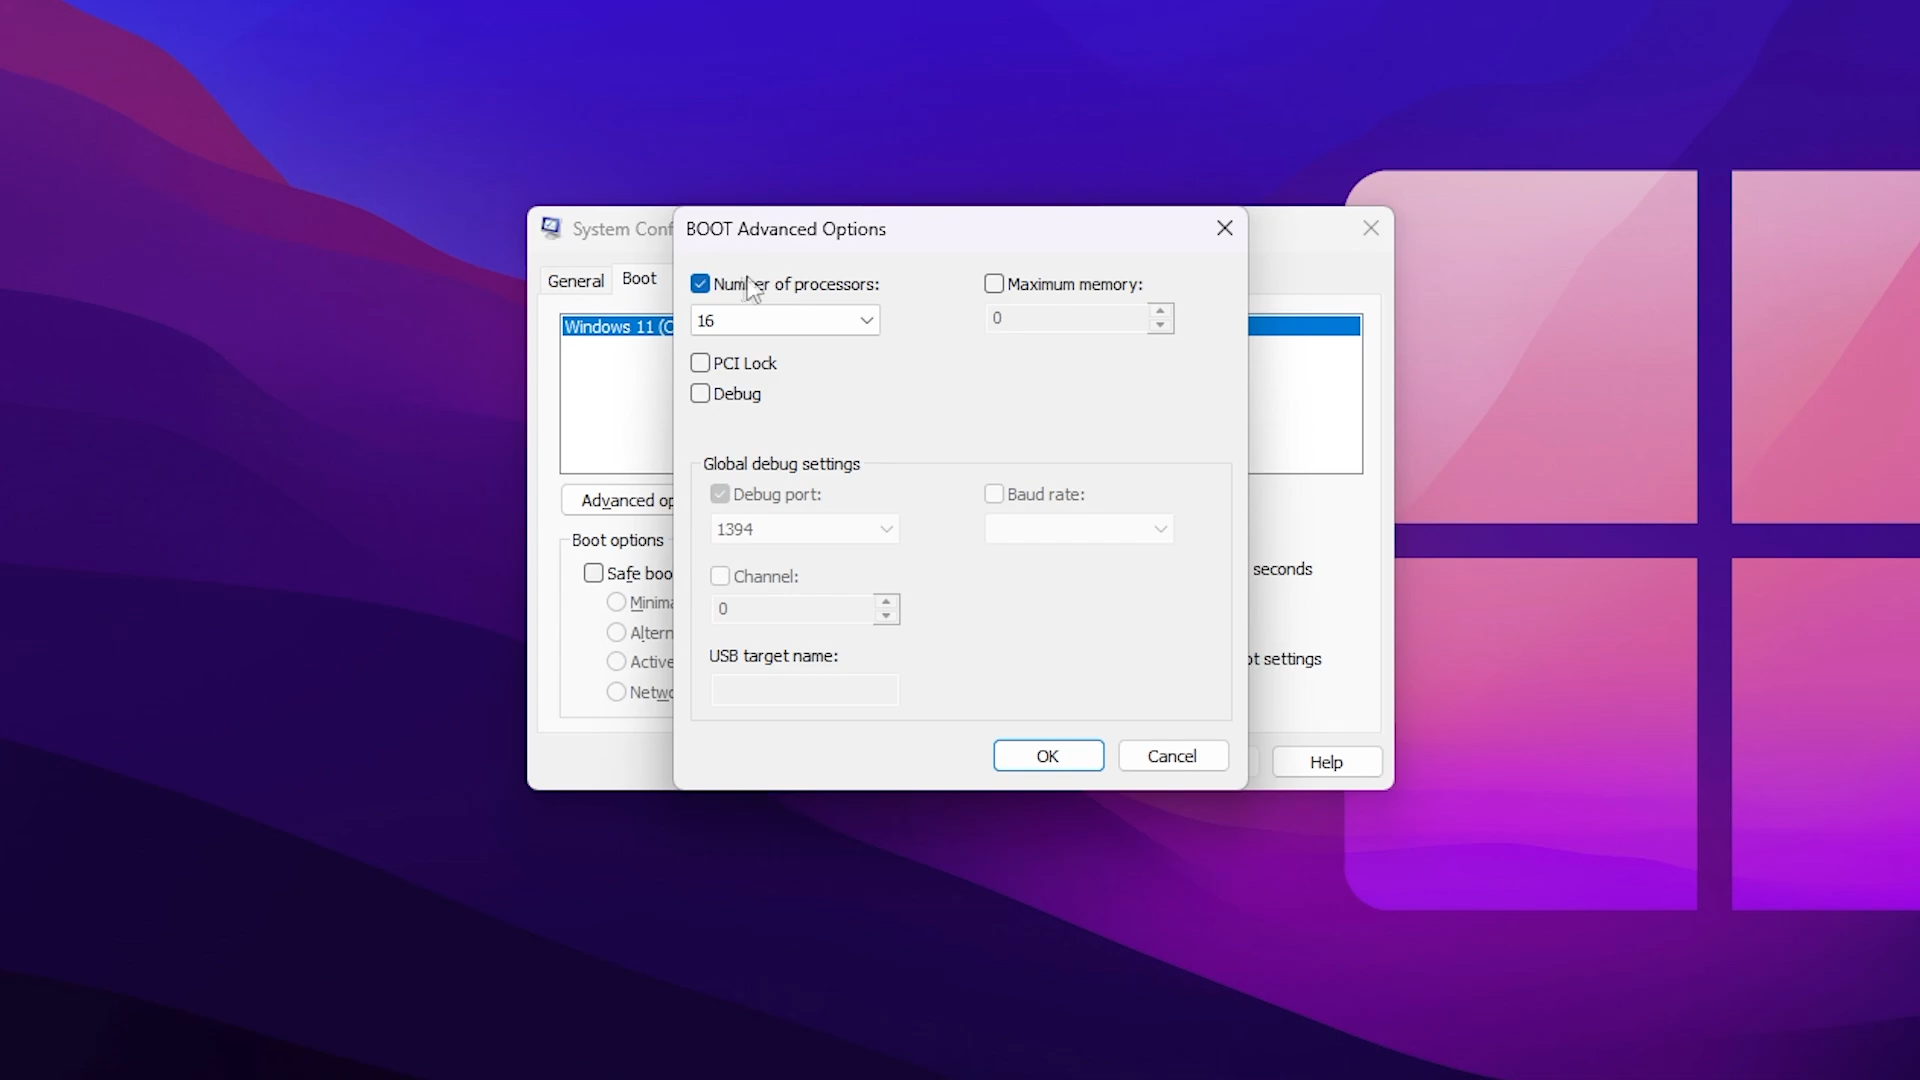 System Conf
BOOT Advanced Options
General
Boot
Number of processors:
Maximum memory:
16
0
Windows 11 (C
PCI Lock
Debug
Global debug settings
Debug port:
Baud rate:
Advanced op
1394
Boot options
Safe boo
Channel:
seconds
Minima
0
Altern
Active
USB target name:
ot settings
Netwo
OK
Cancel
Help